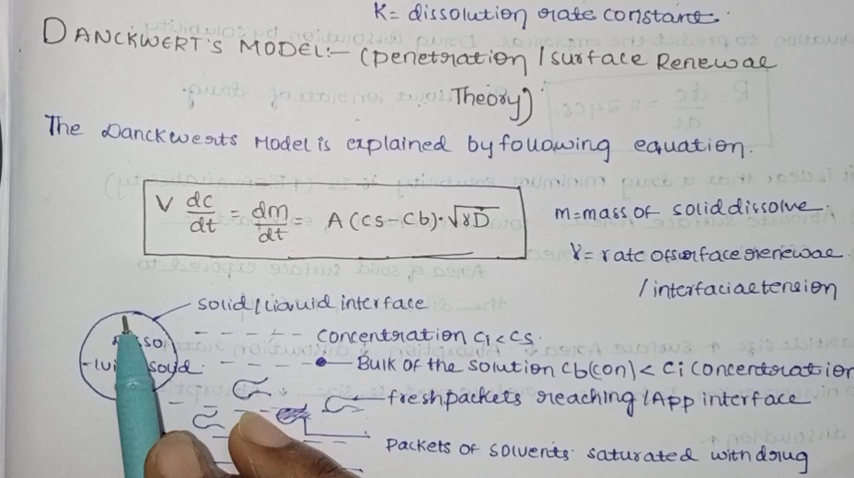 K = dissolution rate constant.
DANCKWERT'S MODEL:- (penetration / surface Renewal
Theory)
The Danckwerts Model is explained by following equation.
V dc/dt = dm/dt = A(Cs-Cb)·√γD
m=mass of solid dissolve.
γ = rate of surface renewal
/ interfacial tension
solid/liquid interface
Concentration Ci < Cs.
Bulk of the solution Cb(con) < Ci concentration
fresh packets reaching / App interface
Packets of solvents saturated with drug